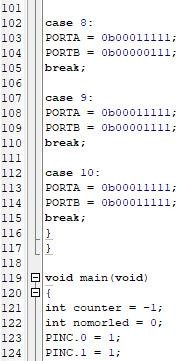 101
102 case 8:
103 PORTA = 0b00011111;
104 PORTB = 0b00000111;
105 break;
106
107 case 9:
108 PORTA = 0b00011111;
109 PORTB = 0b00001111;
110 break;
111
112 case 10:
113 PORTA = 0b00011111;
114 PORTB = 0b00011111;
115 break;
116 }
117 }
118
119 void main(void)
120 {
121 int counter = -1;
122 int nomorled = 0;
123 PINC.0 = 1;
124 PINC.1 = 1;